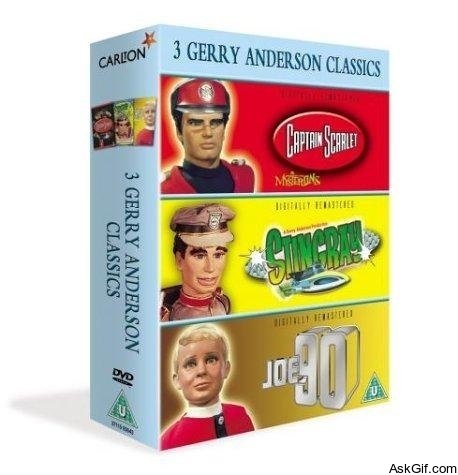 CARLTON
3 GERRY ANDERSON CLASSICS
3 GERRY ANDERSON CLASSICS
DVD
U
DIGITALLY REMASTERED
CAPTAIN SCARLET
MYSTERONS
DIGITALLY REMASTERED
STINGRAY
DIGITALLY REMASTERED
JOE 90
U
AskGif.com